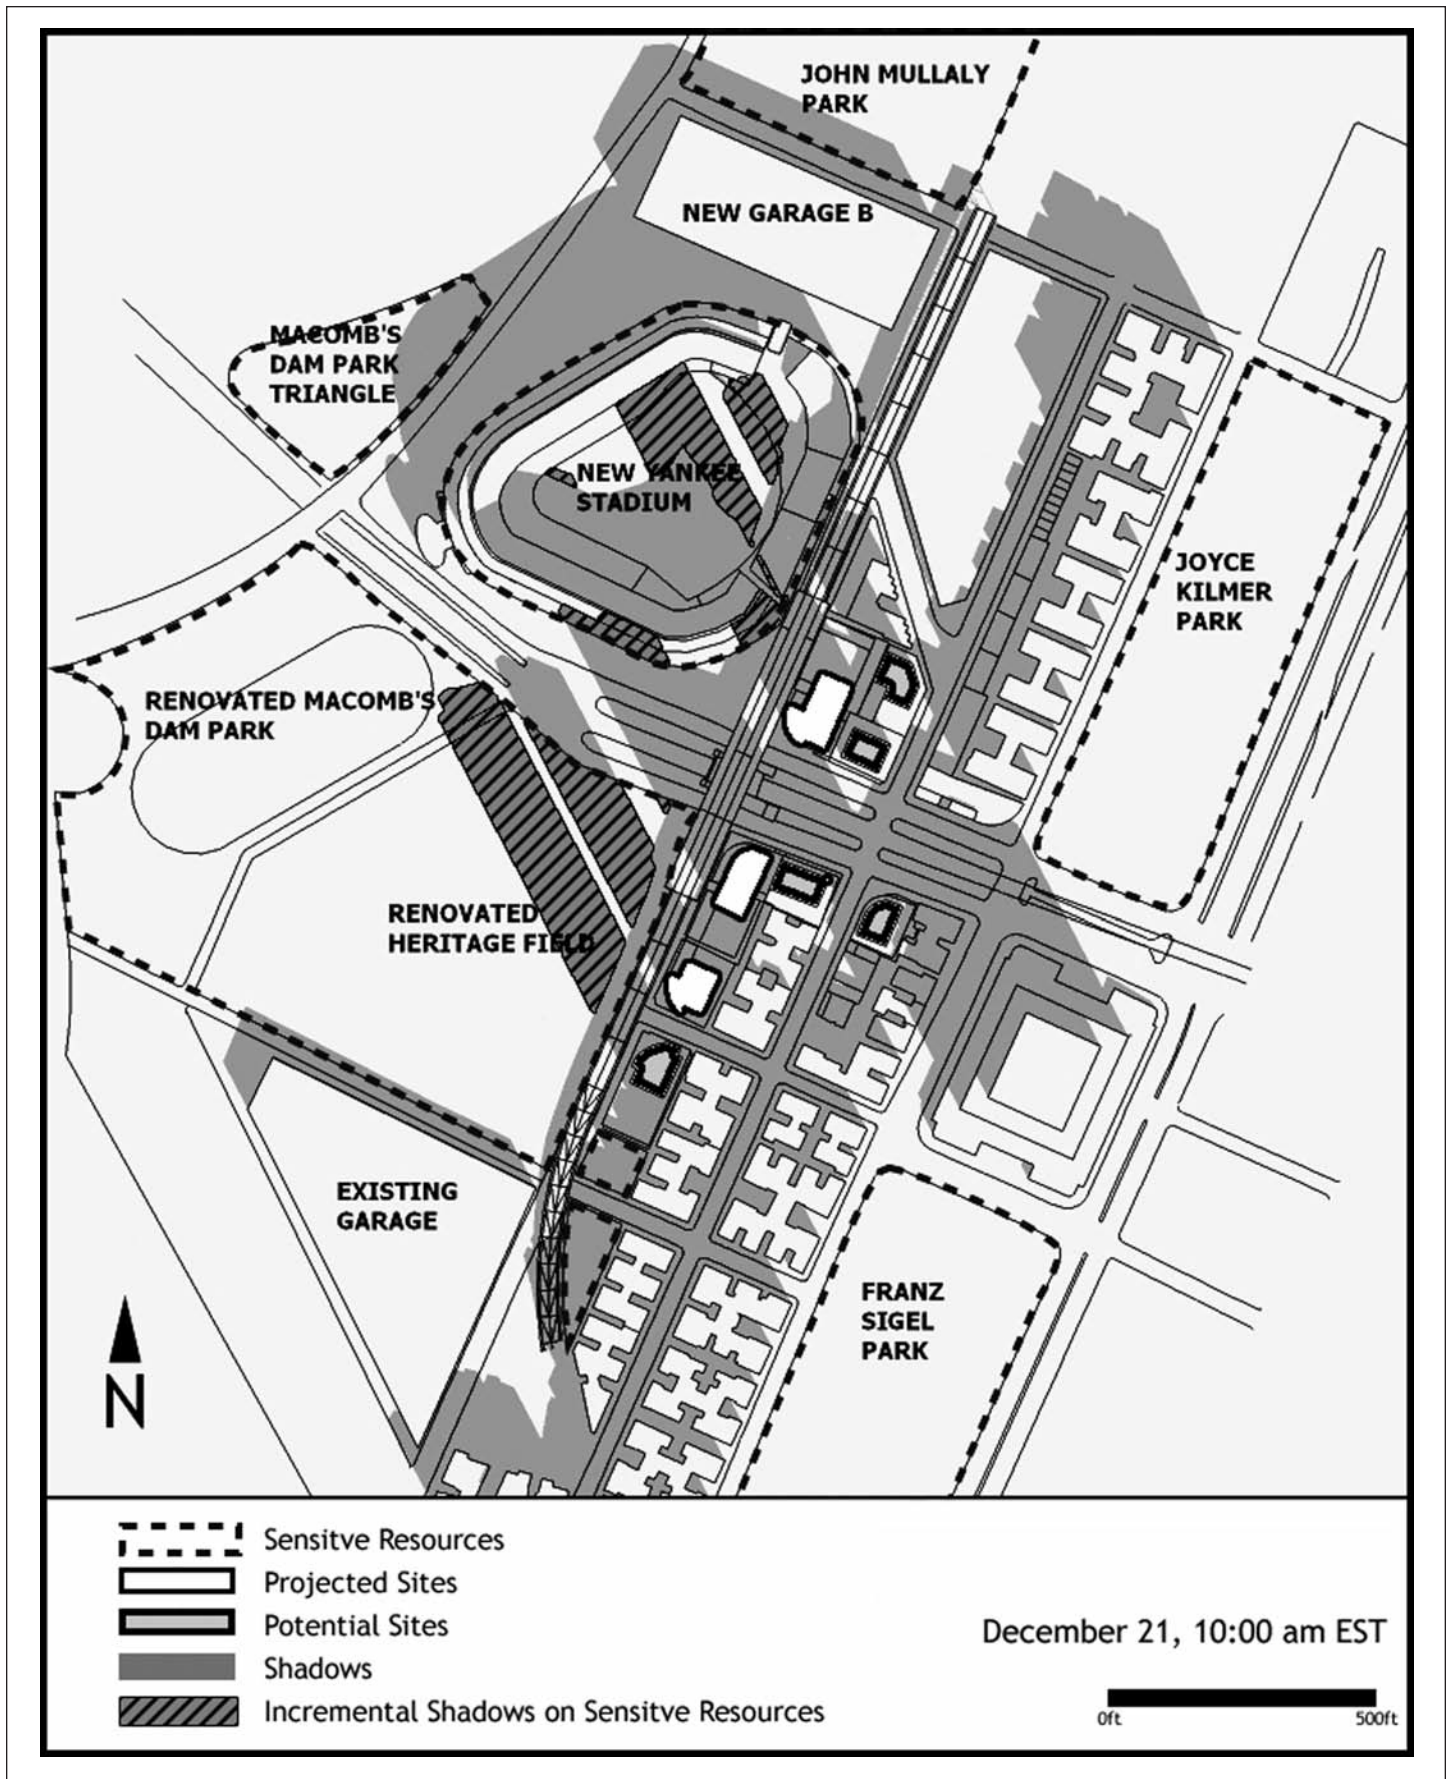 JOHN MULLALY
PARK
NEW GARAGE B
MACOMB'S
DAM PARK
TRIANGLE
NEW YANKEE
STADIUM
JOYCE
KILMER
PARK
RENOVATED MACOMB'S
DAM PARK
RENOVATED
HERITAGE FIELD
EXISTING
GARAGE
FRANZ
SIGEL
PARK
N
Sensitve Resources
Projected Sites
Potential Sites
Shadows
Incremental Shadows on Sensitve Resources
December 21, 10:00 am EST
0ft 500ft